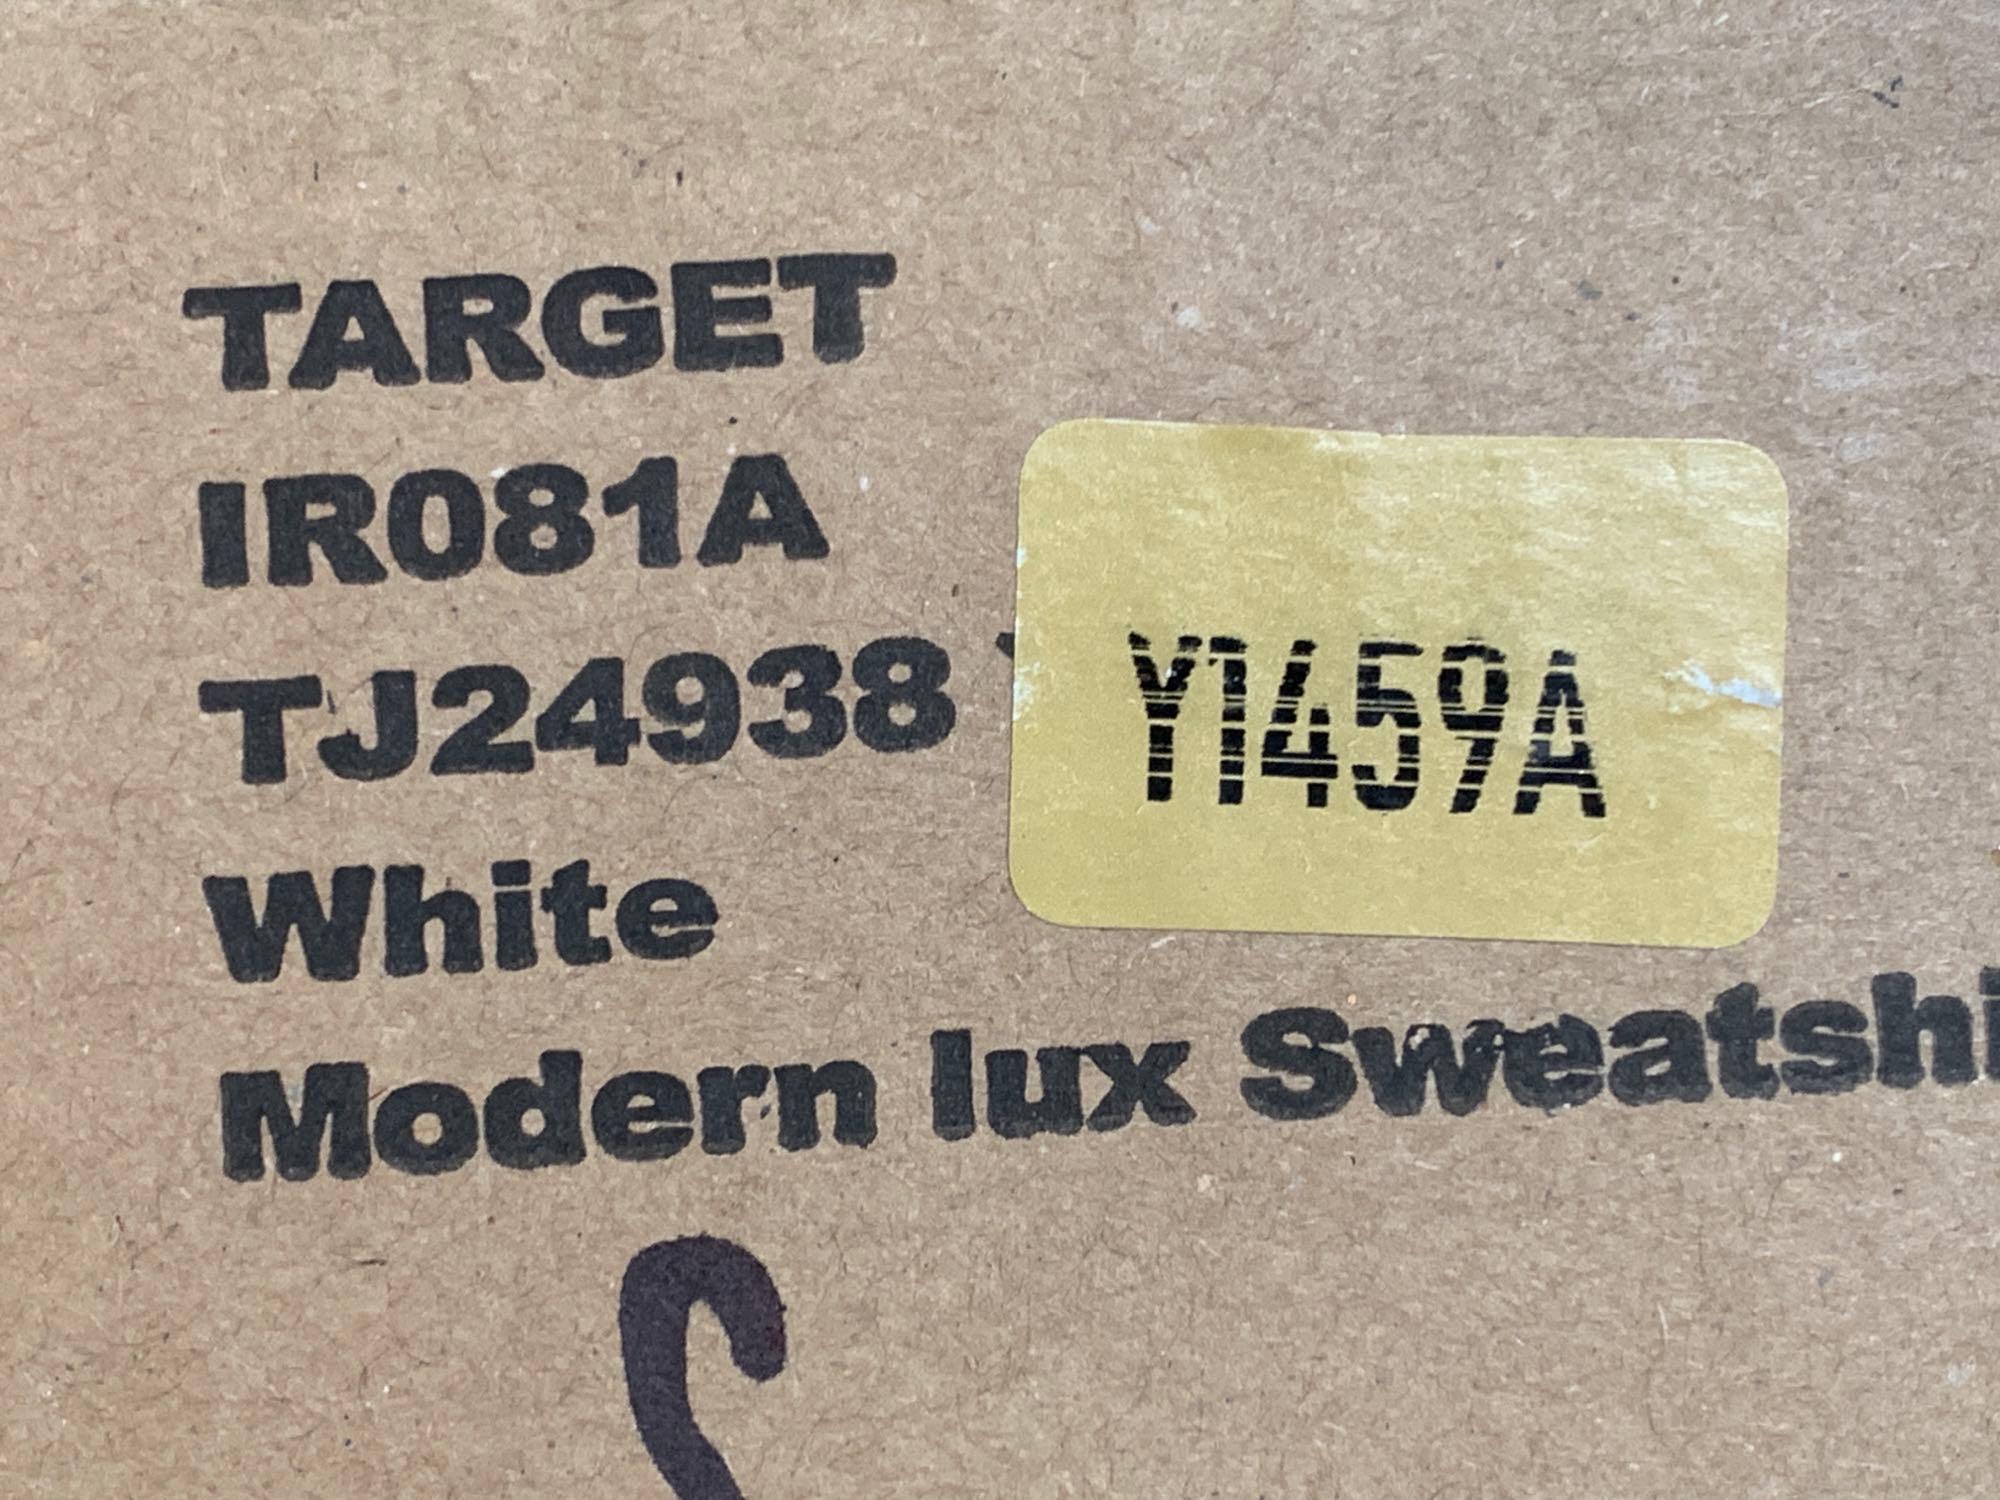 TARGET
IR081A
TJ24938
Y1459A
White
Modern lux Sweatshi